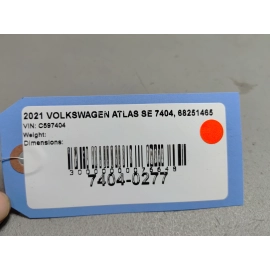 2021 VOLKSWAGEN ATLAS SE 7404, 68251465
VIN: C597404
Weight:
Dimensions:
7404-0277